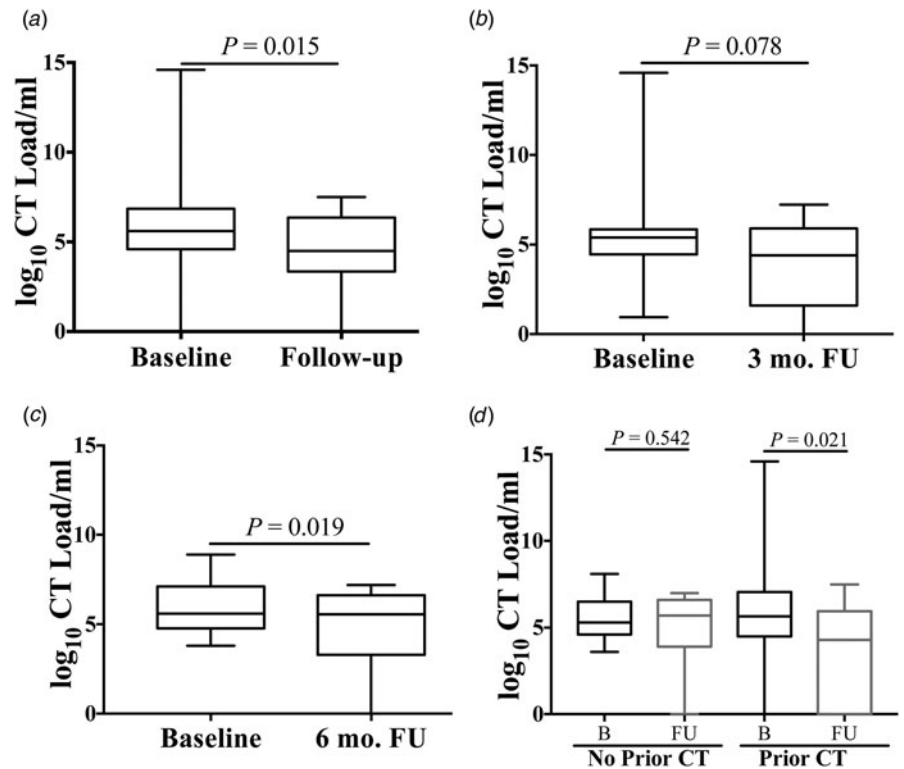 (a)
P = 0.015
log10 CT Load/ml
15
10
5
0
Baseline Follow-up
(b)
P = 0.078
log10 CT Load/ml
15
10
5
0
Baseline 3 mo. FU
(c)
P = 0.019
log10 CT Load/ml
15
10
5
0
Baseline 6 mo. FU
(d)
P = 0.542 P = 0.021
log10 CT Load/ml
15
10
5
0
B FU B FU
No Prior CT Prior CT